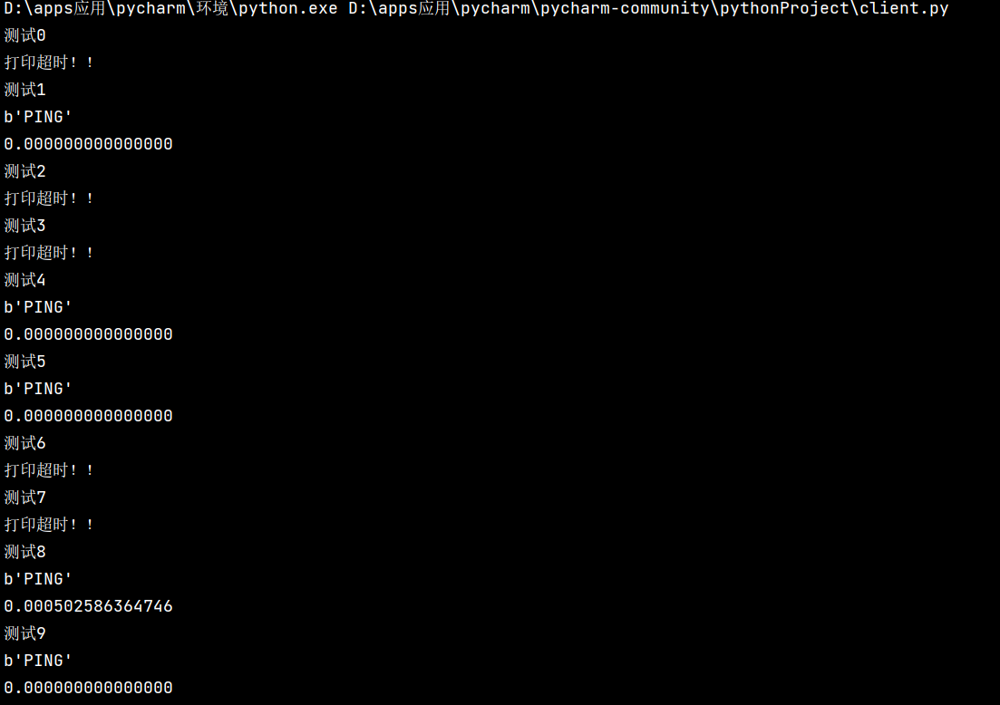 D:\apps应用\pycharm\环境\python.exe D:\apps应用\pycharm\pycharm-community\pythonProject\client.py
测试0
打印超时！！
测试1
b'PING'
0.000000000000000
测试2
打印超时！！
测试3
打印超时！！
测试4
b'PING'
0.000000000000000
测试5
b'PING'
0.000000000000000
测试6
打印超时！！
测试7
打印超时！！
测试8
b'PING'
0.000502586364746
测试9
b'PING'
0.000000000000000